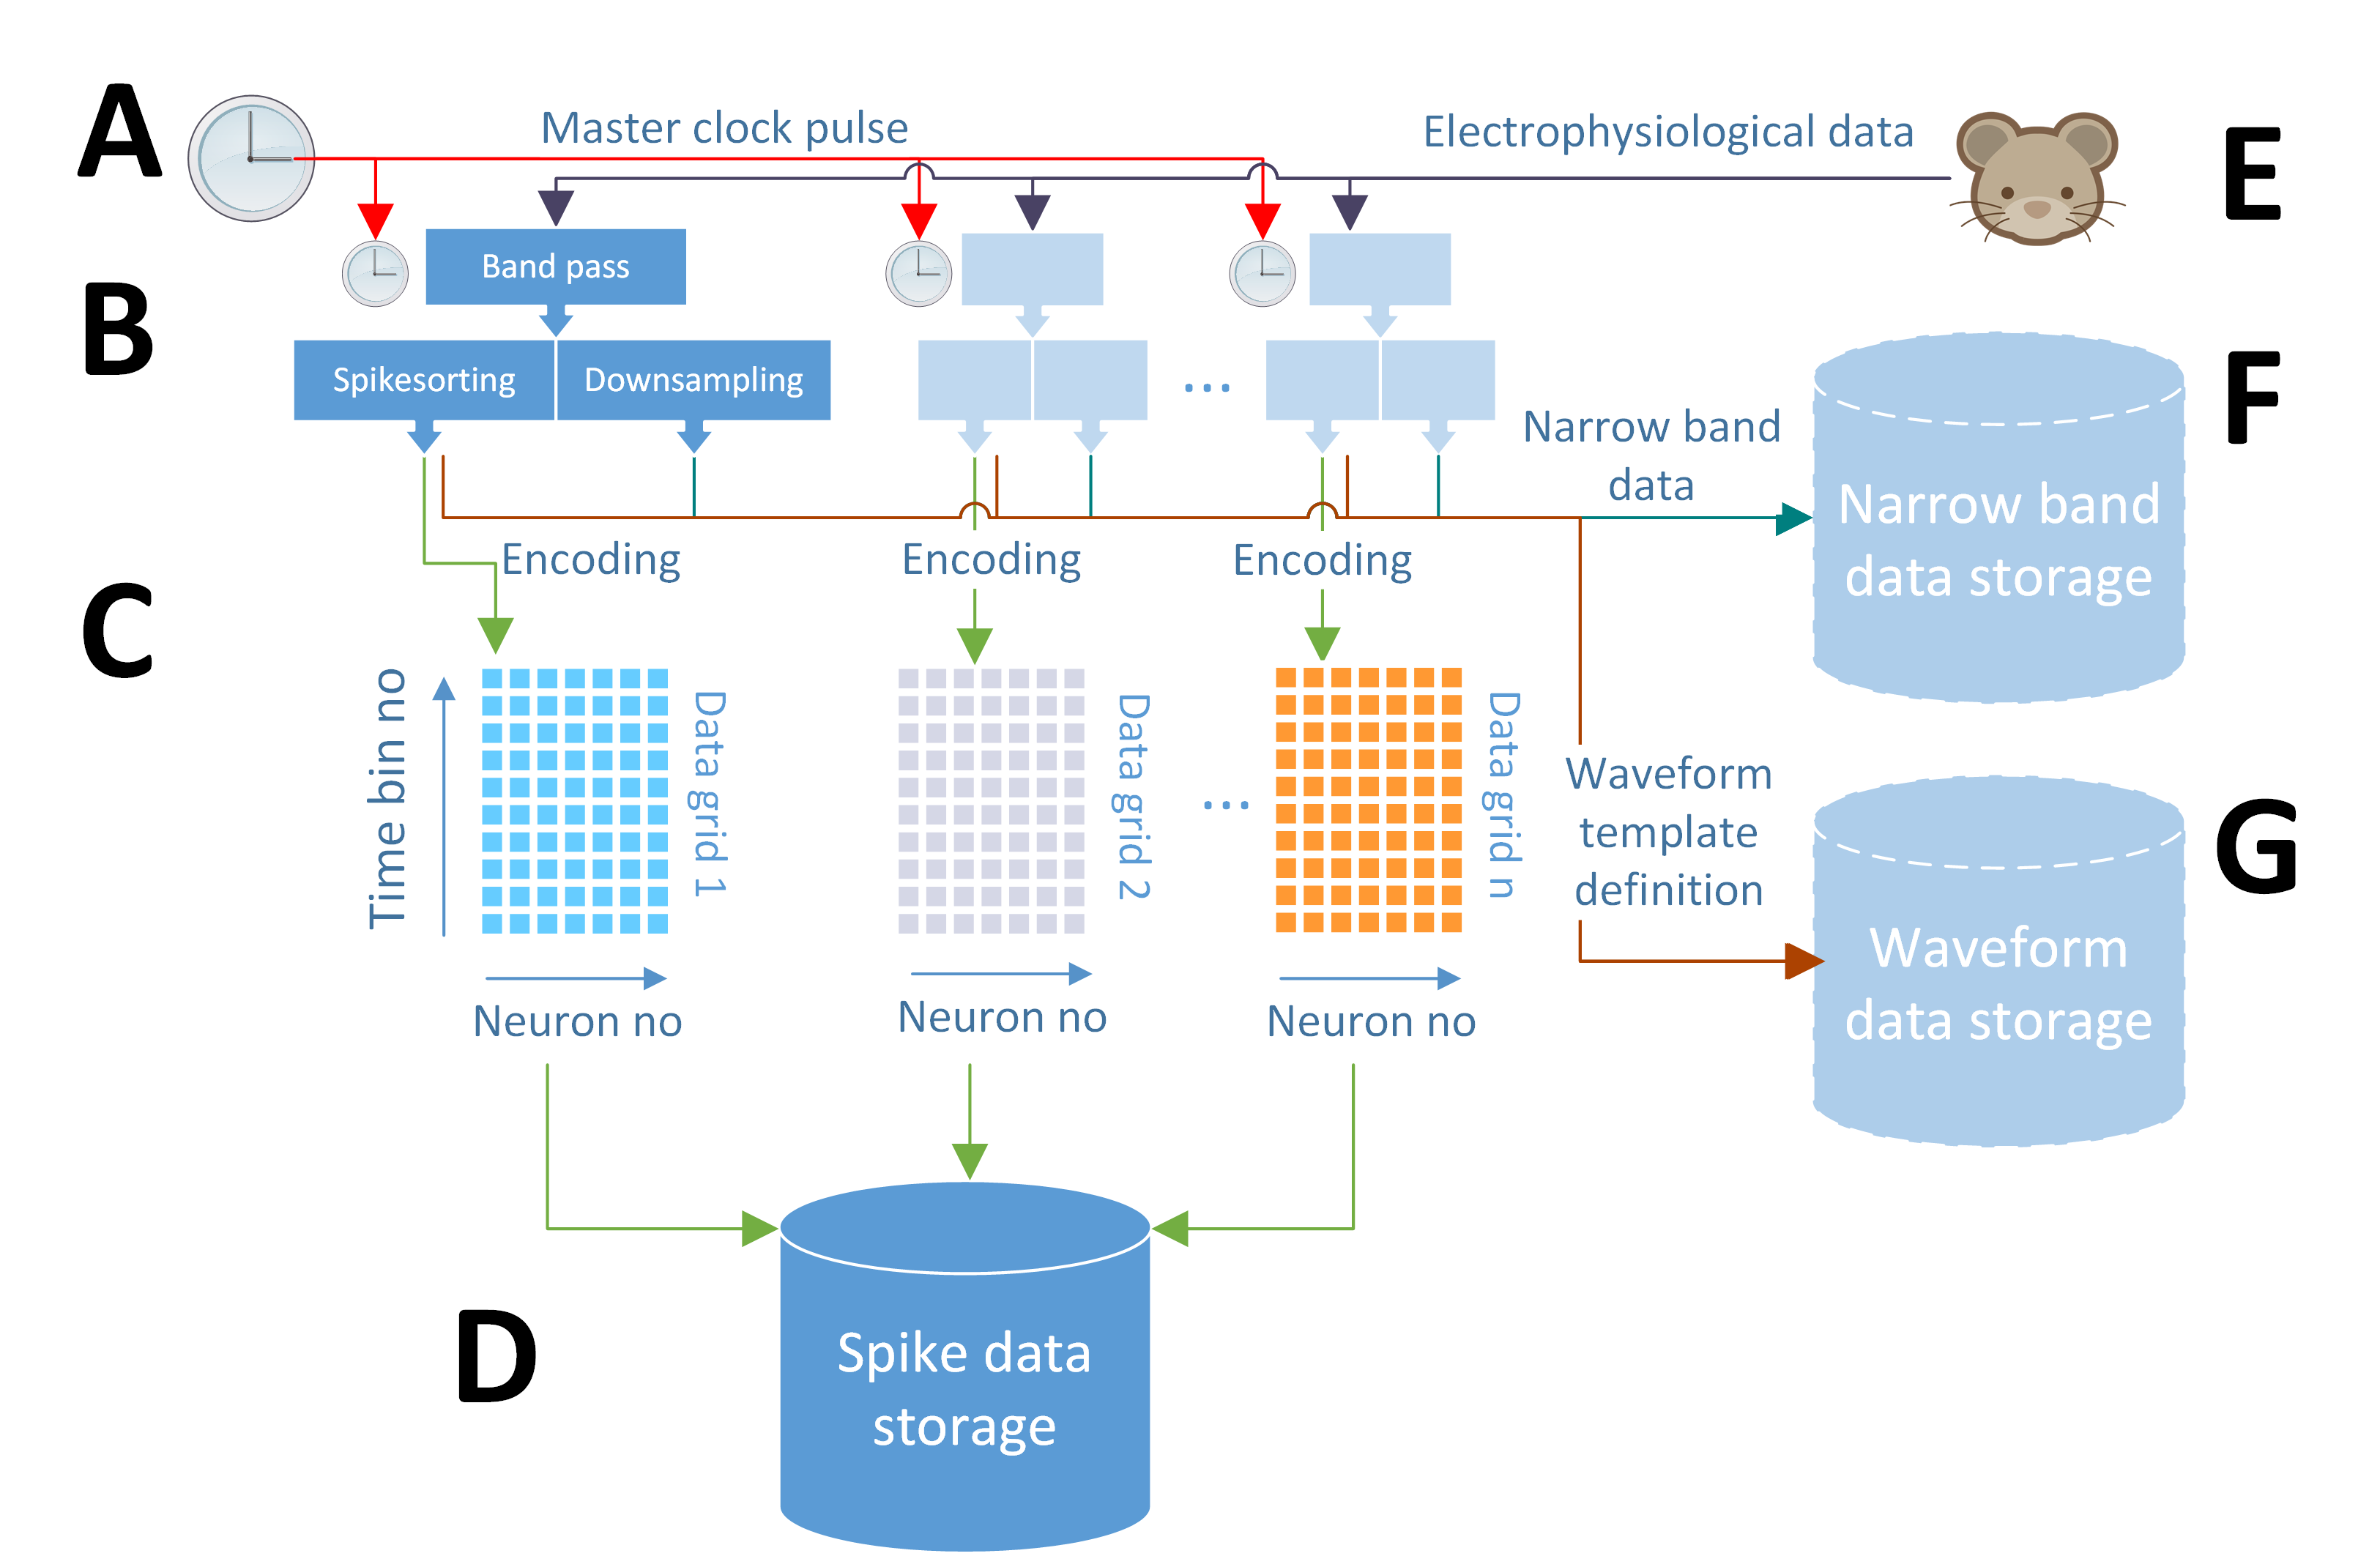 A
Master clock pulse
Electrophysiological data
E
Band pass
B
Spikesorting
Downsampling
...
F
Narrow band
data
Narrow band
data storage
Encoding
Encoding
Encoding
C
Time bin no
Data grid 1
Data grid 2
...
Data grid n
Waveform
template
definition
G
Waveform
data storage
Neuron no
Neuron no
Neuron no
D
Spike data
storage